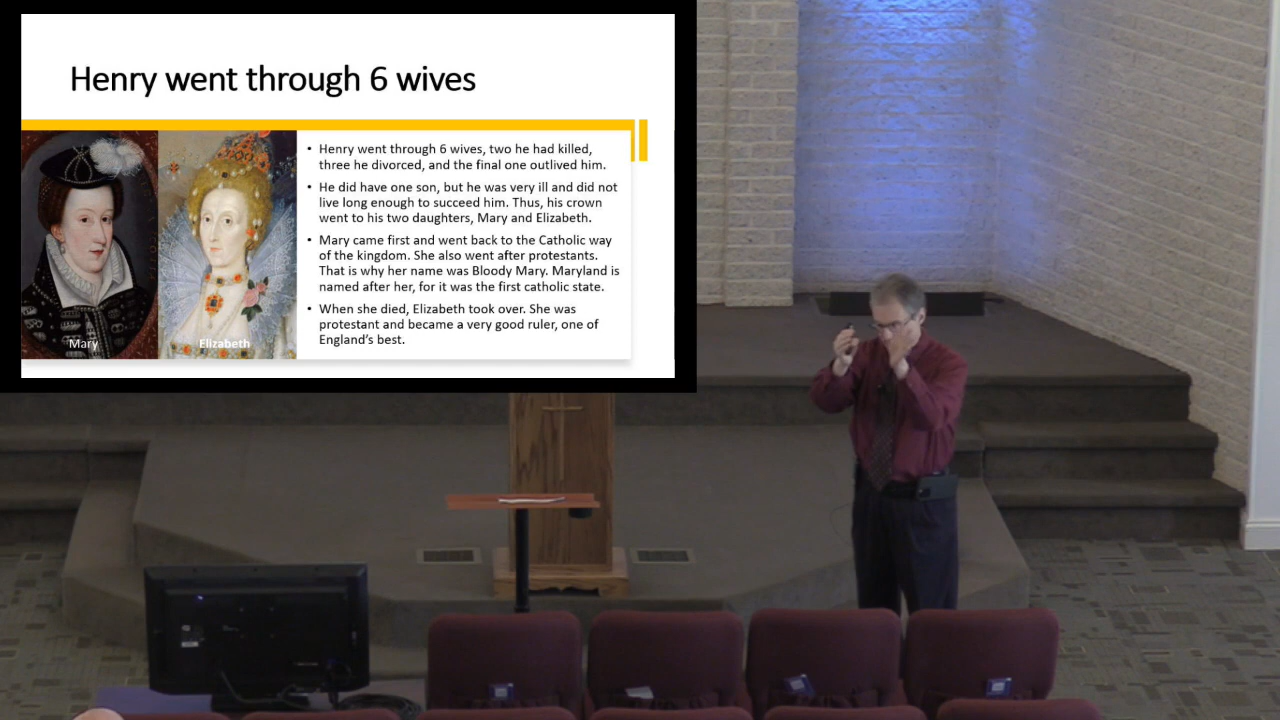 Henry went through 6 wives
• Henry went through 6 wives, two he had killed,
three he divorced, and the final one outlived him.
• He did have one son, but he was very ill and did not
live long enough to succeed him. Thus, his crown
went to his two daughters, Mary and Elizabeth.
• Mary came first and went back to the Catholic way
of the kingdom. She also went after protestants.
That is why her name was Bloody Mary. Maryland is
named after her, for it was the first catholic state.
• When she died, Elizabeth took over. She was
protestant and became a very good ruler, one of
England's best.
Mary
Elizabeth